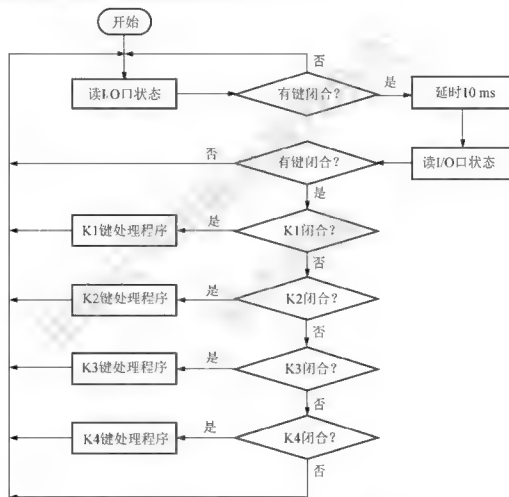 开始
否
读I/O口状态
有键闭合?
是
延时10 ms
否
有键闭合?
读I/O口状态
是
K1键处理程序
是
K1闭合?
否
K2键处理程序
是
K2闭合?
否
K3键处理程序
是
K3闭合?
否
K4键处理程序
是
K4闭合?
否